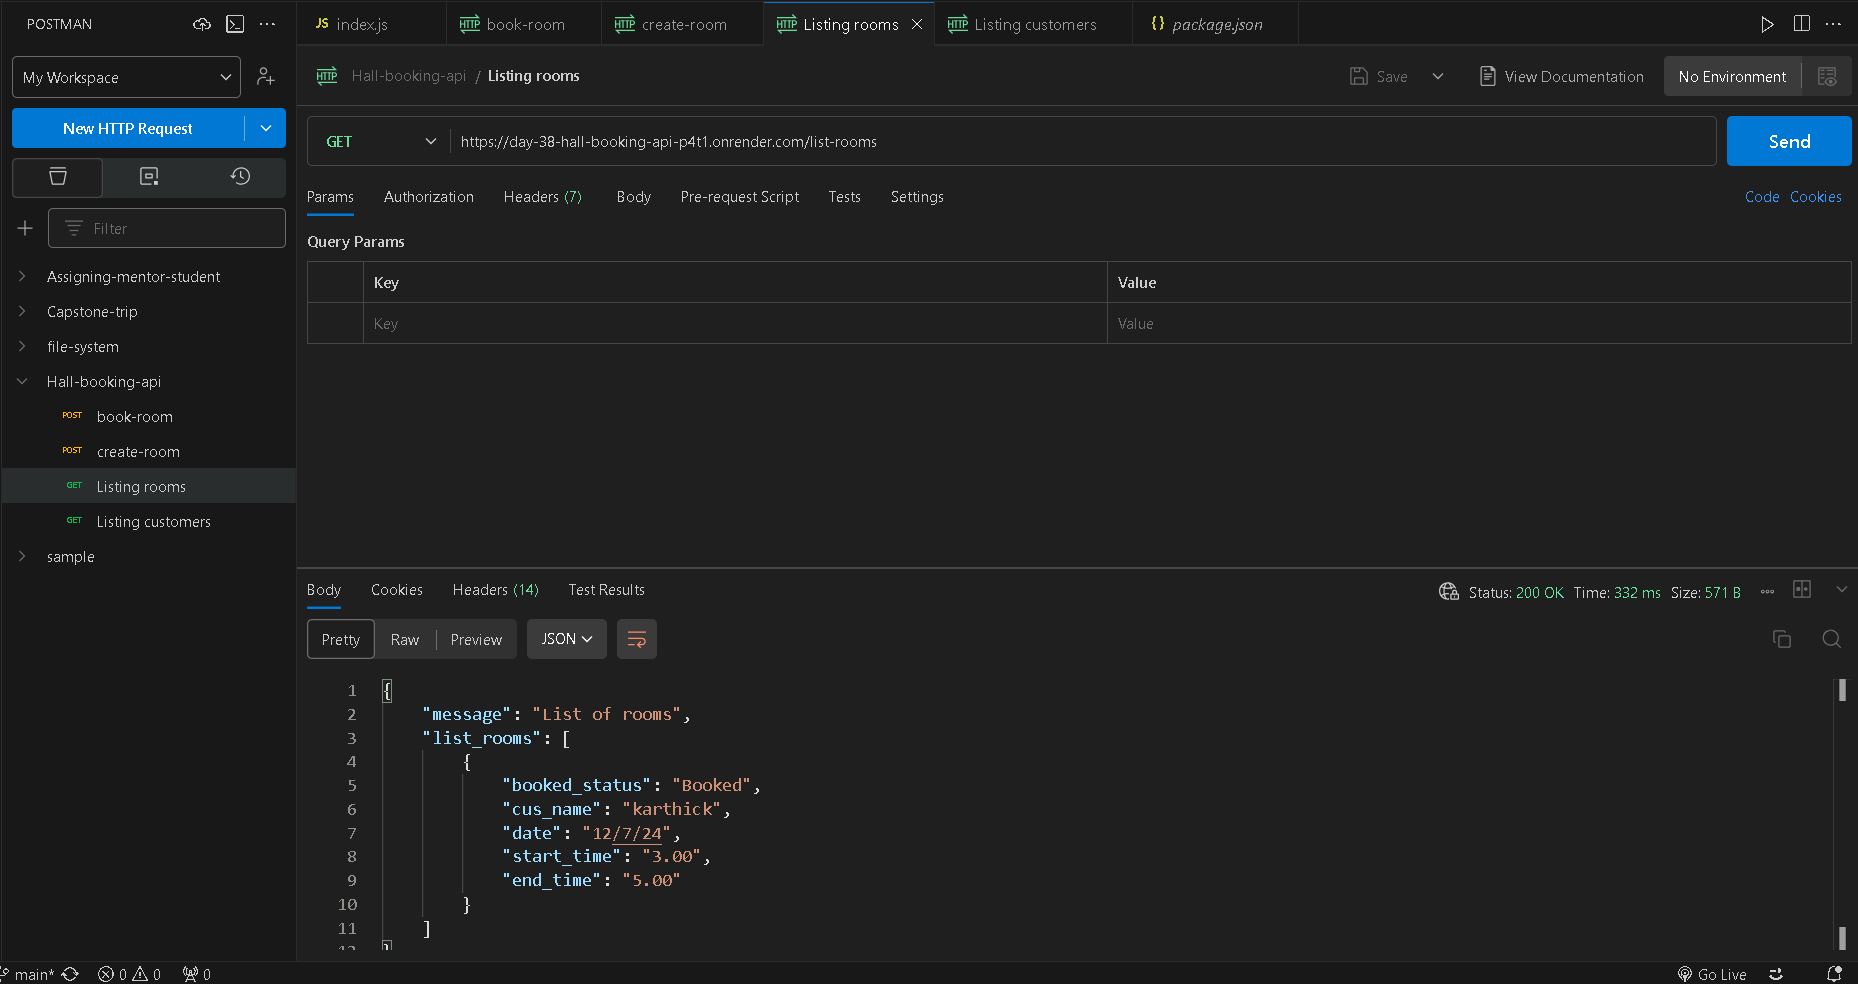 POSTMAN
JS index.js
HTTP book-room
HTTP create-room
HTTP Listing rooms
HTTP Listing customers
{} package.json
My Workspace
HTTP Hall-booking-api / Listing rooms
Save
View Documentation
No Environment
New HTTP Request
GET
https://day-38-hall-booking-api-p4t1.onrender.com/list-rooms
Send
Params Authorization Headers (7) Body Pre-request Script Tests Settings
Code Cookies
Filter
Query Params
Key Value
Key Value
Assigning-mentor-student
Capstone-trip
file-system
Hall-booking-api
POST book-room
POST create-room
GET Listing rooms
GET Listing customers
sample
Body Cookies Headers (14) Test Results
Status: 200 OK Time: 332 ms Size: 571 B
Pretty Raw Preview JSON
1 {
2 "message": "List of rooms",
3 "list_rooms": [
4 {
5 "booked_status": "Booked",
6 "cus_name": "karthick",
7 "date": "12/7/24",
8 "start_time": "3.00",
9 "end_time": "5.00"
10 }
11 ]
12 }
main* 0 0 0
Go Live